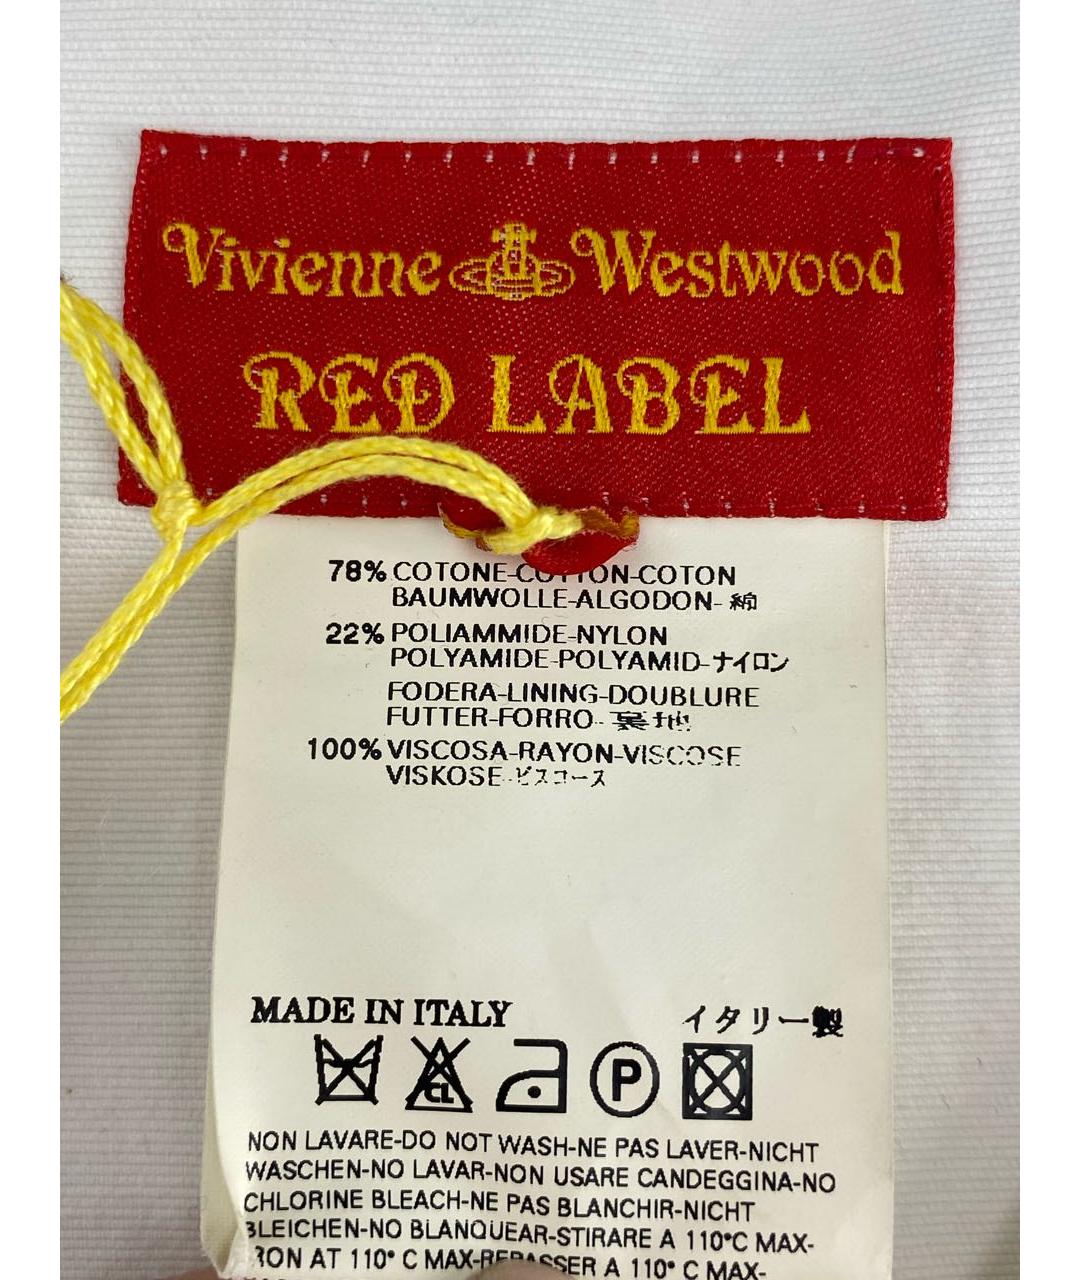 Vivienne Westwood
RED LABEL
78% COTONE-COTTON-COTON
BAUMWOLLE-ALGODON-綿
22% POLIAMMIDE-NYLON
POLYAMIDE-POLYAMID-ナイロン
FODERA-LINING-DOUBLURE
FUTTER-FORRO-裏地
100% VISCOSA-RAYON-VISCOSE
VISKOSE-ビスコース
MADE IN ITALY イタリー製
CL P
NON LAVARE-DO NOT WASH-NE PAS LAVER-NICHT
WASCHEN-NO LAVAR-NON USARE CANDEGGINA-NO
CHLORINE BLEACH-NE PAS BLANCHIR-NICHT
BLEICHEN-NO BLANQUEAR-STIRARE A 110°C MAX-
IRON AT 110° C MAX-REPASSER A 110° C MAX-